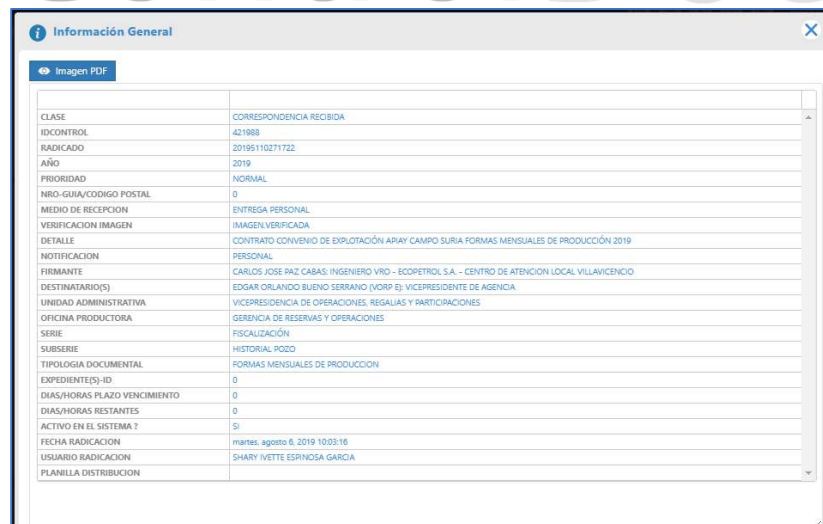 Información General
Imagen PDF
CLASE CORRESPONDENCIA RECIBIDA
IDCONTROL 421988
RADICADO 20195110271722
AÑO 2019
PRIORIDAD NORMAL
NRO-GUIA/CODIGO POSTAL 0
MEDIO DE RECEPCION ENTREGA PERSONAL
VERIFICACION IMAGEN IMAGEN.VERIFICADA
DETALLE CONTRATO CONVENIO DE EXPLOTACIÓN APIAY CAMPO SURIA FORMAS MENSUALES DE PRODUCCIÓN 2019
NOTIFICACION PERSONAL
FIRMANTE CARLOS JOSE PAZ CABAS: INGENIERO VRO - ECOPETROL S.A. - CENTRO DE ATENCION LOCAL VILLAVICENCIO
DESTINATARIO(S) EDGAR ORLANDO BUENO SERRANO (VORP E): VICEPRESIDENTE DE AGENCIA
UNIDAD ADMINISTRATIVA VICEPRESIDENCIA DE OPERACIONES, REGALIAS Y PARTICIPACIONES
OFICINA PRODUCTORA GERENCIA DE RESERVAS Y OPERACIONES
SERIE FISCALIZACIÓN
SUBSERIE HISTORIAL POZO
TIPOLOGIA DOCUMENTAL FORMAS MENSUALES DE PRODUCCION
EXPEDIENTE(S)-ID 0
DIAS/HORAS PLAZO VENCIMIENTO 0
DIAS/HORAS RESTANTES 0
ACTIVO EN EL SISTEMA ? SI
FECHA RADICACION martes, agosto 6, 2019 10:03:16
USUARIO RADICACION SHARY IVETTE ESPINOSA GARCIA
PLANILLA DISTRIBUCION